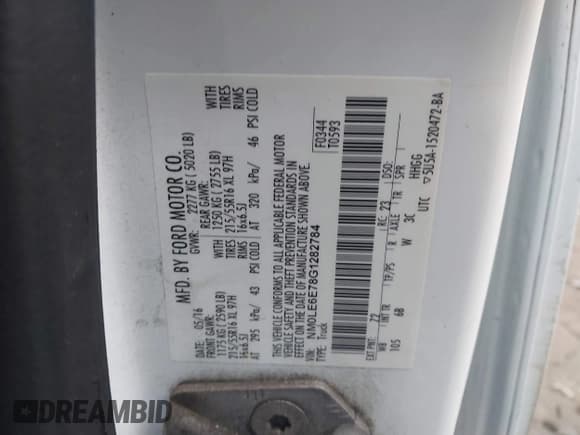 MFD. BY FORD MOTOR CO.
DATE: 05/16 GVWR: 2277 KG ( 5020 LB)
FRONT GAWR: REAR GAWR: WITH
1175 KG (2590 LB) 1250 KG ( 2755 LB) TIRES
215/55R16 XL 97H TIRES 215/55R16 XL 97H RIMS
16x6.5J RIMS 16x6.5J
AT 295 kPa/ 43 PSI COLD AT 320 kPa/ 46 PSI COLD
THIS VEHICLE CONFORMS TO ALL APPLICABLE FEDERAL MOTOR
VEHICLE SAFETY AND THEFT PREVENTION STANDARDS IN
EFFECT ON THE DATE OF MANUFACTURE SHOWN ABOVE.
VIN: NM0LE6E78G1282784
TYPE: Truck
F0344
T0593
EXT PNT: Z2 RC: 23 DSO:
WB INT TR TP/PS R AXLE TR SPR
105 6B W 3C HHGG
UTC ▽5U5A-1520472-BA
DREAMBID